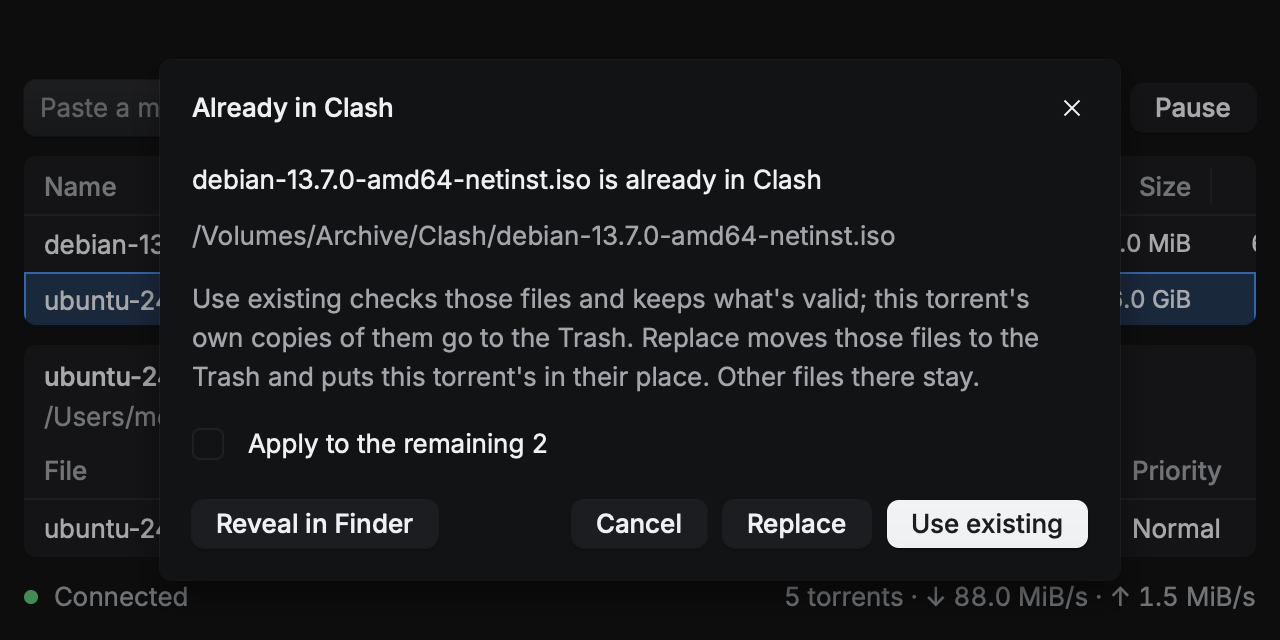 Paste a m
Already in Clash
Pause
debian-13.7.0-amd64-netinst.iso is already in Clash
Name
Size
/Volumes/Archive/Clash/debian-13.7.0-amd64-netinst.iso
debian-13
.0 MiB
Use existing checks those files and keeps what's valid; this torrent's
ubuntu-24
.0 GiB
own copies of them go to the Trash. Replace moves those files to the
ubuntu-24
Trash and puts this torrent's in their place. Other files there stay.
/Users/me
Apply to the remaining 2
File
Priority
ubuntu-24
Normal
Reveal in Finder
Cancel
Replace
Use existing
Connected
5 torrents · ↓ 88.0 MiB/s · ↑ 1.5 MiB/s